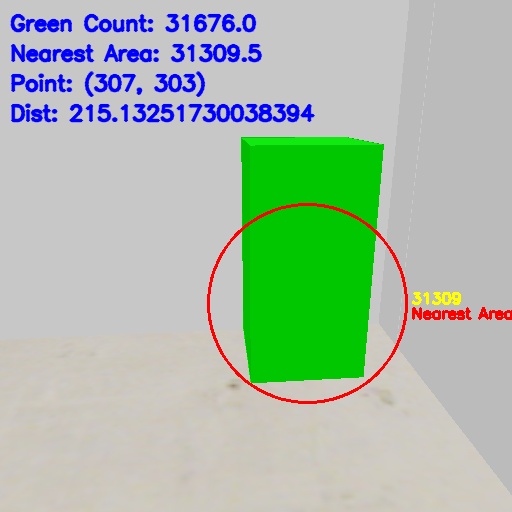 Green Count: 31676.0
Nearest Area: 31309.5
Point: (307, 303)
Dist: 215.13251730038394
31309
Nearest Area